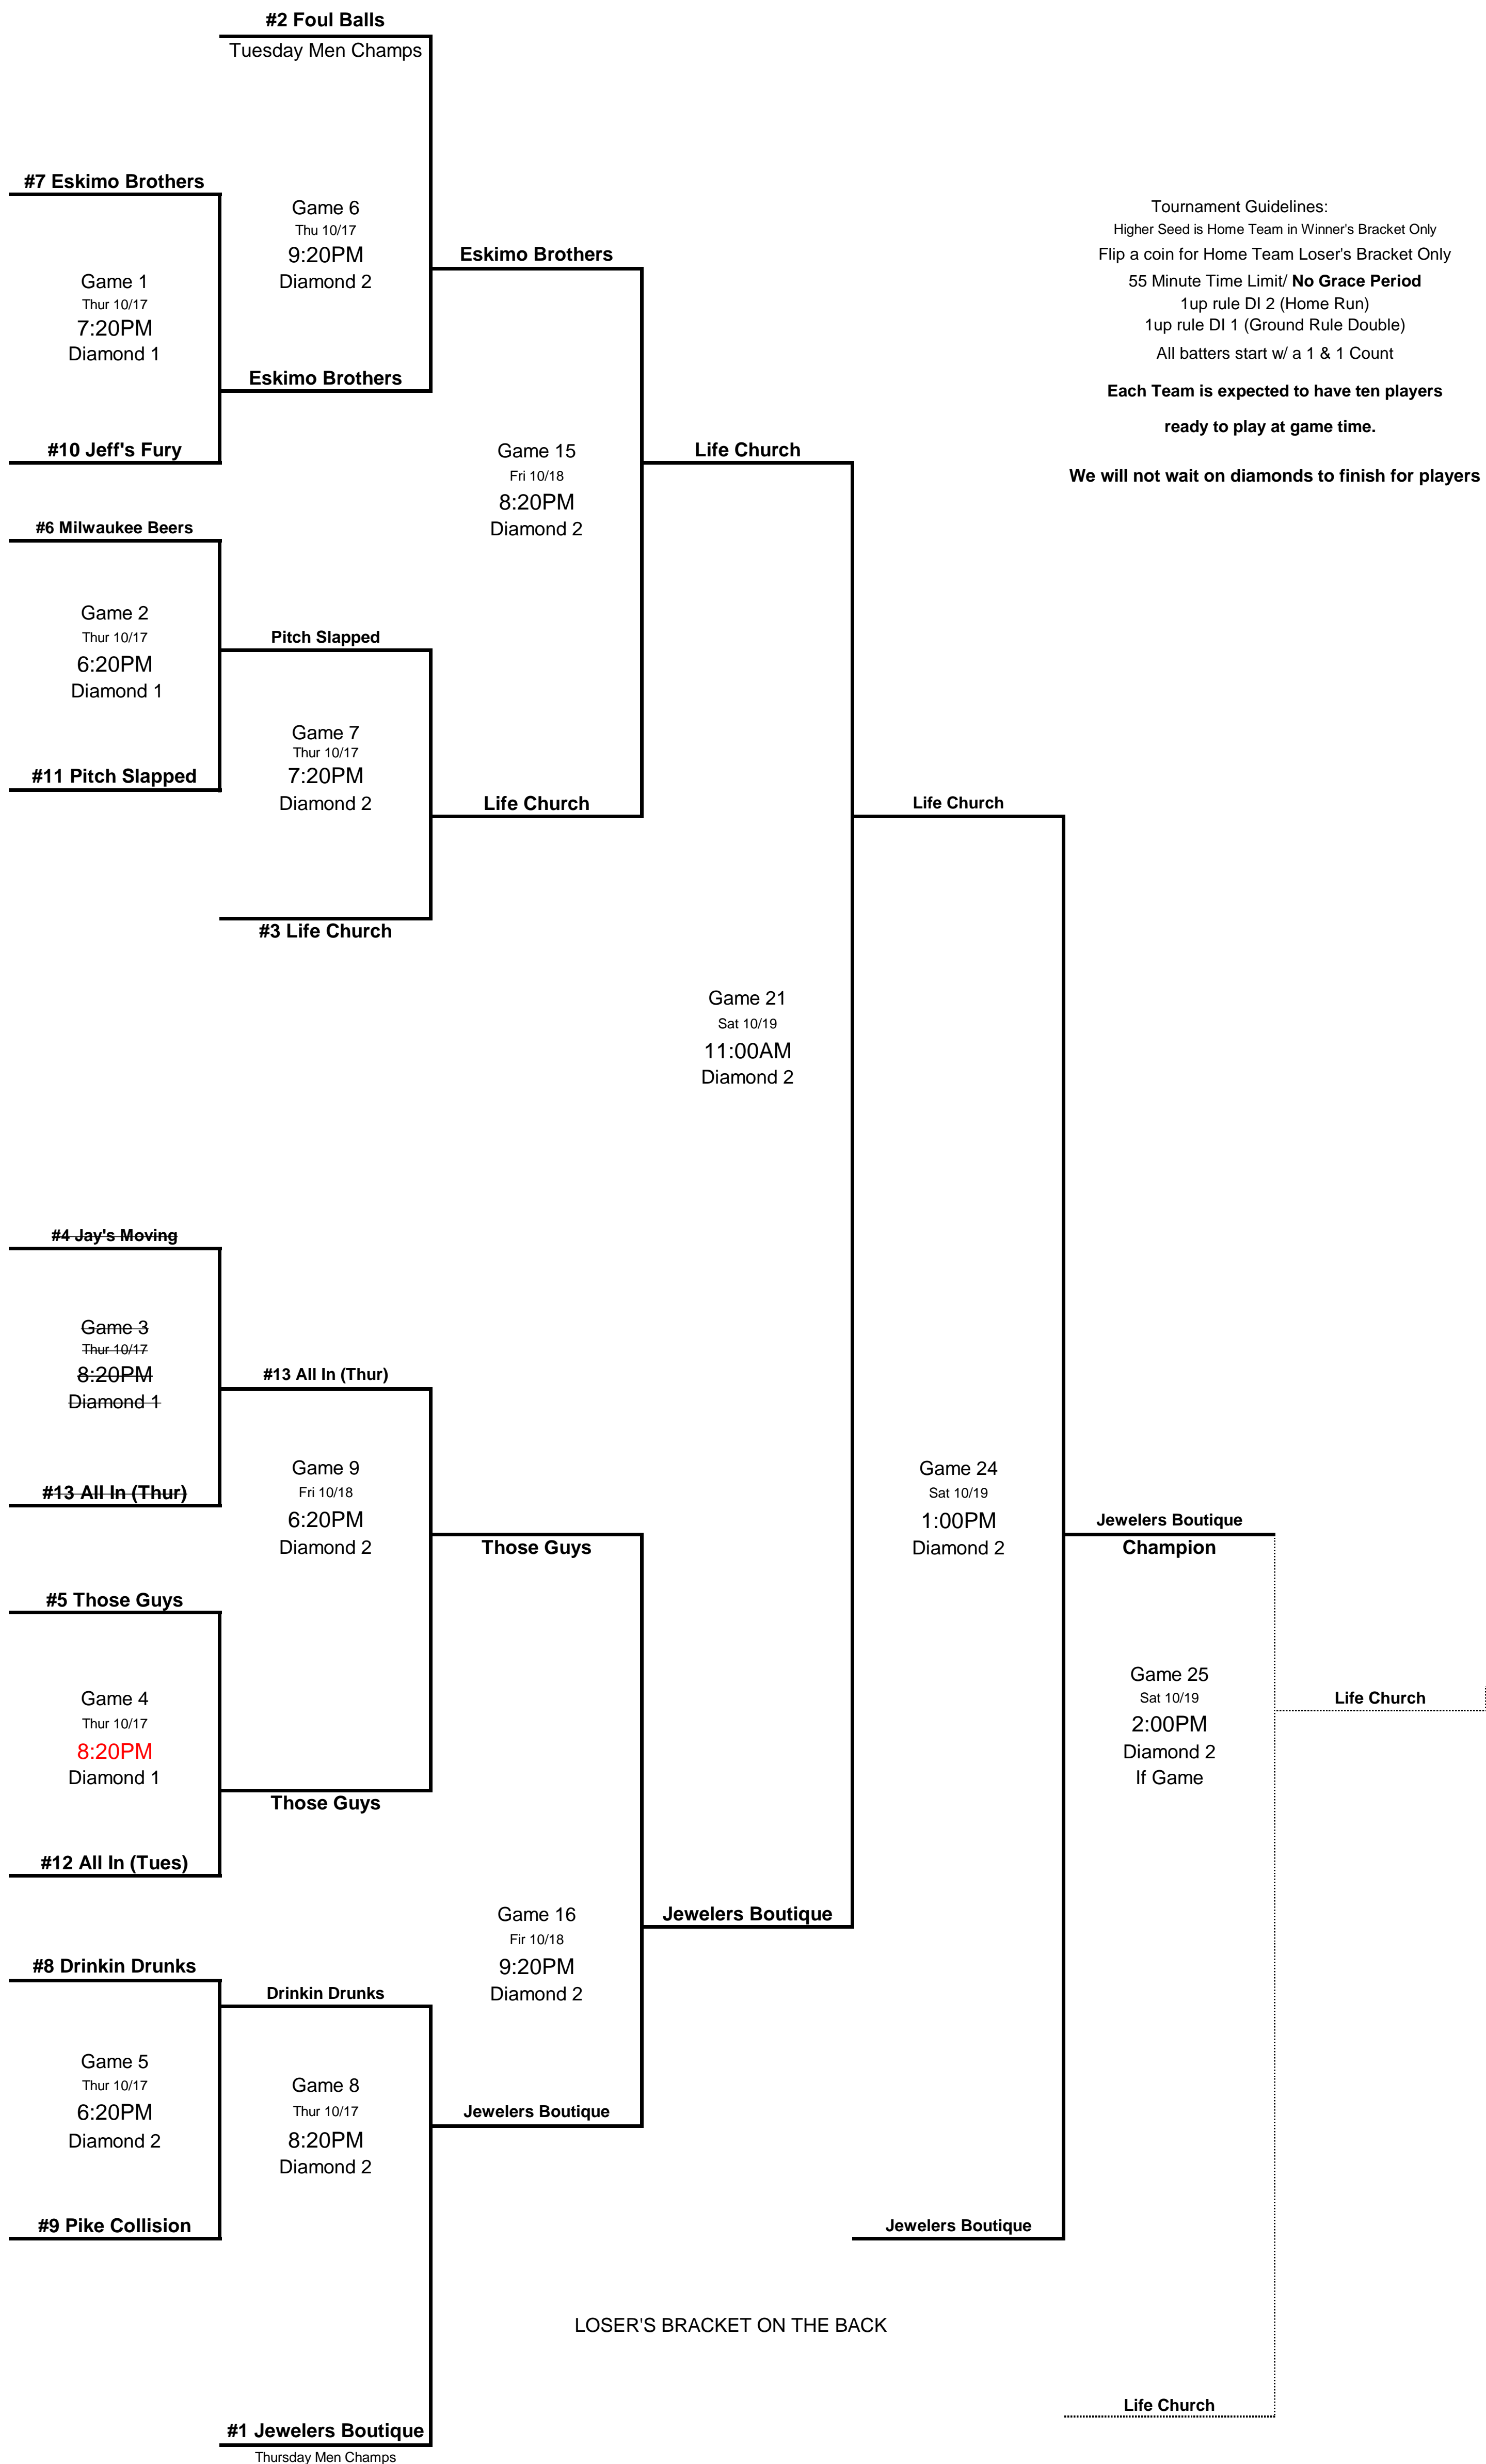 #2 Foul Balls
Tuesday Men Champs
#7 Eskimo Brothers
Game 6
Thu 10/17
9:20PM
Diamond 2
Tournament Guidelines:
Higher Seed is Home Team in Winner's Bracket Only
Flip a coin for Home Team Loser's Bracket Only
55 Minute Time Limit/ No Grace Period
1up rule DI 2 (Home Run)
1up rule DI 1 (Ground Rule Double)
All batters start w/ a 1 & 1 Count
Each Team is expected to have ten players
ready to play at game time.
We will not wait on diamonds to finish for players
Eskimo Brothers
Game 1
Thur 10/17
7:20PM
Diamond 1
Eskimo Brothers
#10 Jeff's Fury
Game 15
Fri 10/18
8:20PM
Diamond 2
Life Church
#6 Milwaukee Beers
Game 2
Thur 10/17
6:20PM
Diamond 1
Pitch Slapped
#11 Pitch Slapped
Game 7
Thur 10/17
7:20PM
Diamond 2
Life Church
Life Church
#3 Life Church
Game 21
Sat 10/19
11:00AM
Diamond 2
#4 Jay's Moving
Game 3
Thur 10/17
8:20PM
Diamond 1
#13 All In (Thur)
#13 All In (Thur)
Game 9
Fri 10/18
6:20PM
Diamond 2
Those Guys
Game 24
Sat 10/19
1:00PM
Diamond 2
Jewelers Boutique
Champion
#5 Those Guys
Game 4
Thur 10/17
8:20PM
Diamond 1
Those Guys
Game 25
Sat 10/19
2:00PM
Diamond 2
If Game
Life Church
#12 All In (Tues)
Game 16
Fir 10/18
9:20PM
Diamond 2
Jewelers Boutique
#8 Drinkin Drunks
Drinkin Drunks
Game 5
Thur 10/17
6:20PM
Diamond 2
Game 8
Thur 10/17
8:20PM
Diamond 2
Jewelers Boutique
#9 Pike Collision
Jewelers Boutique
LOSER'S BRACKET ON THE BACK
Life Church
#1 Jewelers Boutique
Thursday Men Champs